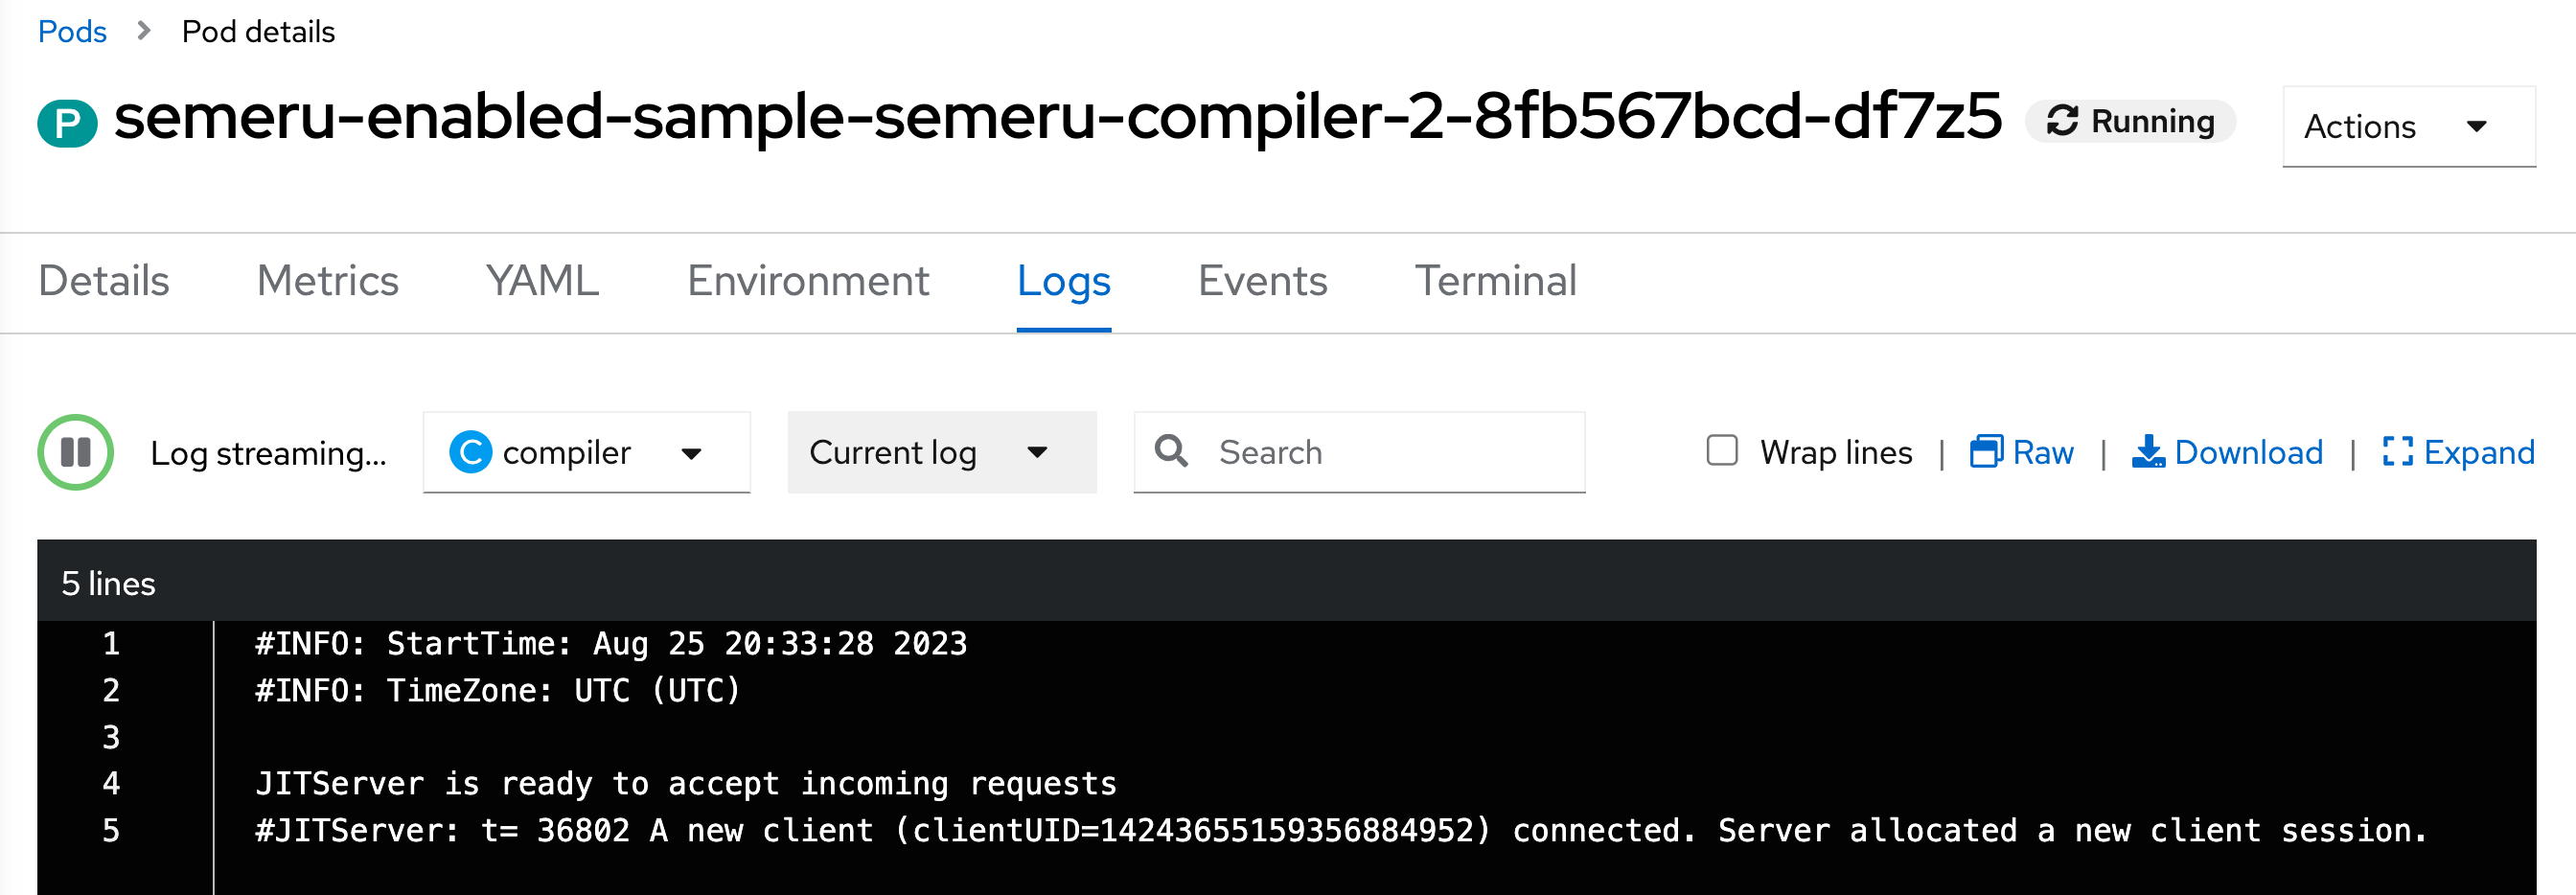 Pods > Pod details
P semeru-enabled-sample-semeru-compiler-2-8fb567bcd-df7z5 Running Actions
Details Metrics YAML Environment Logs Events Terminal
Log streaming... C compiler Current log Search Wrap lines | Raw | Download | Expand
5 lines
1 #INFO: StartTime: Aug 25 20:33:28 2023
2 #INFO: TimeZone: UTC (UTC)
3
4 JITServer is ready to accept incoming requests
5 #JITServer: t= 36802 A new client (clientUID=14243655159356884952) connected. Server allocated a new client session.